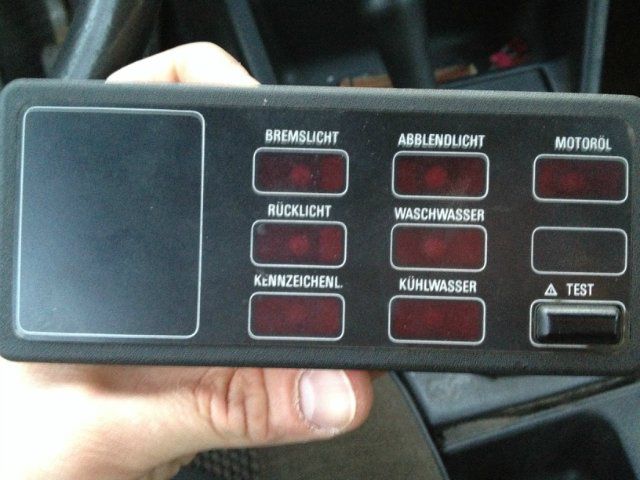 BREMSLICHT
ABBLENDLICHT
MOTORÖL
RÜCKLICHT
WASCHWASSER
KENNZEICHENL.
KÜHLWASSER
⚠ TEST